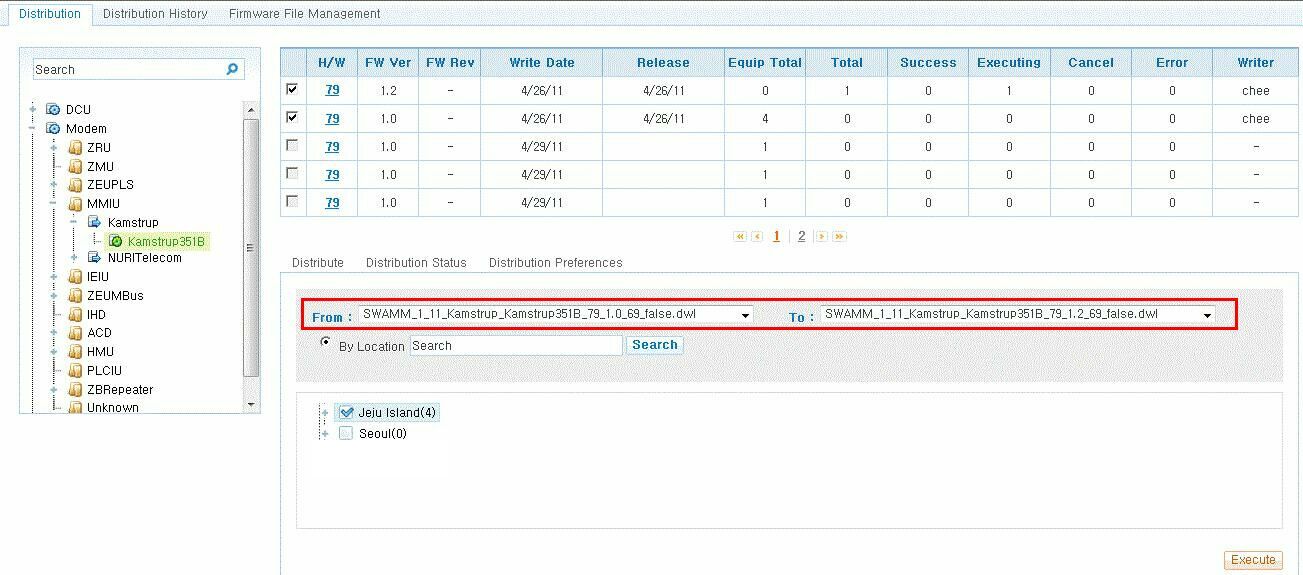 Distribution Distribution History Firmware File Management
Search
DCU
Modem
ZRU
ZMU
ZEUPLS
MMIU
Kamstrup
Kamstrup351B
NURITelecom
IEIU
ZEUMBus
IHD
ACD
HMU
PLCIU
ZBRepeater
Unknown
H/W FW Ver FW Rev Write Date Release Equip Total Total Success Executing Cancel Error Writer
79 1.2 - 4/26/11 4/26/11 0 1 0 1 0 0 chee
79 1.0 - 4/26/11 4/26/11 4 0 0 0 0 0 chee
79 1.0 - 4/29/11 1 0 0 0 0 0 -
79 1.0 - 4/29/11 1 0 0 0 0 0 -
79 1.0 - 4/29/11 1 0 0 0 0 0 -
1 2
Distribute Distribution Status Distribution Preferences
From : SWAMM_1_11_Kamstrup_Kamstrup351B_79_1.0_69_false.dwl To : SWAMM_1_11_Kamstrup_Kamstrup351B_79_1.2_69_false.dwl
By Location Search Search
Jeju Island(4)
Seoul(0)
Execute